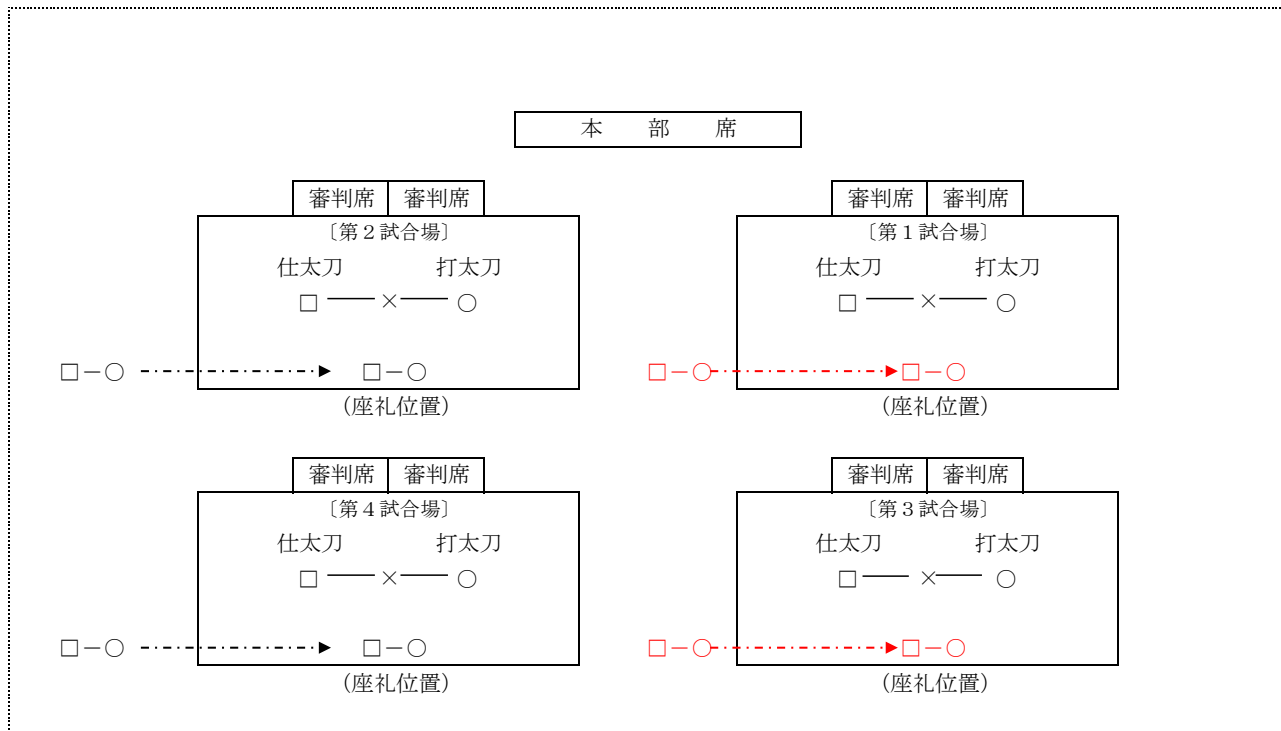 本　部　席
審判席 審判席
〔第２試合場〕
仕太刀 打太刀
□ ── × ── ○
□－○ □－○
（座礼位置）
審判席 審判席
〔第１試合場〕
仕太刀 打太刀
□ ── × ── ○
□－○ □－○
（座礼位置）
審判席 審判席
〔第４試合場〕
仕太刀 打太刀
□ ── × ── ○
□－○ □－○
（座礼位置）
審判席 審判席
〔第３試合場〕
仕太刀 打太刀
□ ── × ── ○
□－○ □－○
（座礼位置）